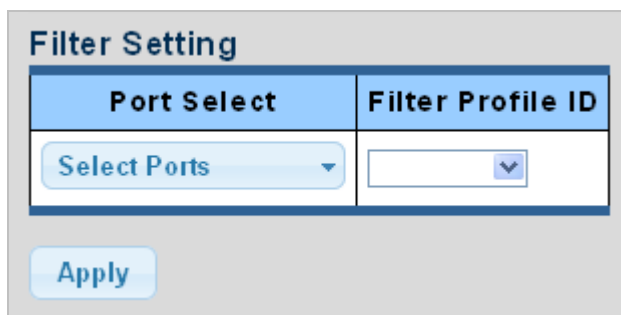 Filter Setting
Port Select Filter Profile ID
Select Ports
Apply